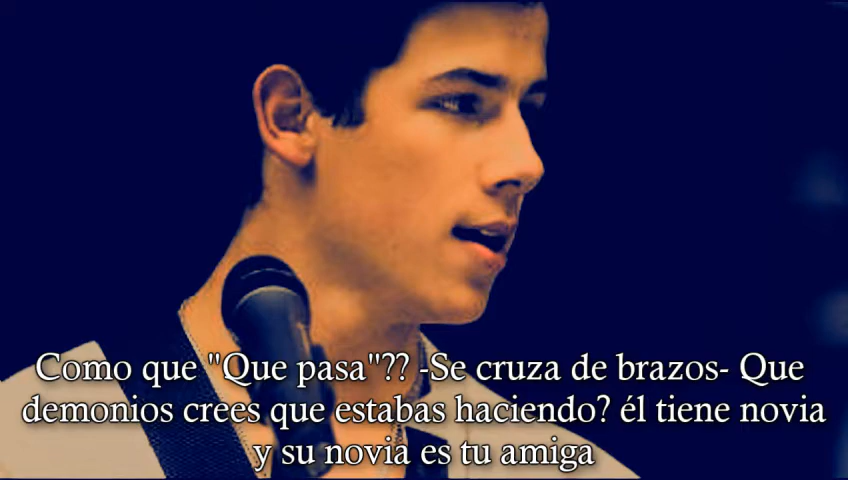 Como que "Que pasa"?? -Se cruza de brazos- Que
demonios crees que estabas haciendo? él tiene novia
y su novia es tu amiga